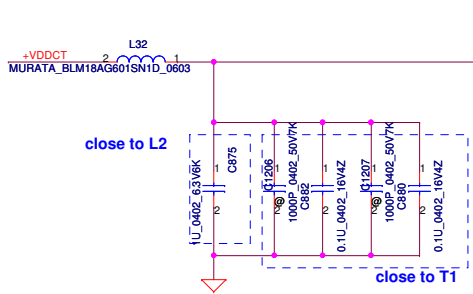 L32
+VDDCT
2
1
MURATA_BLM18AG601SN1D_0603
close to L2
1U_0402_6.3V6K
1
2
C875
C1206
1
2
@
1000P_0402_50V7K
C882
1
2
0.1U_0402_16V4Z
C1207
1
2
@
1000P_0402_50V7K
C880
1
2
0.1U_0402_16V4Z
close to T1